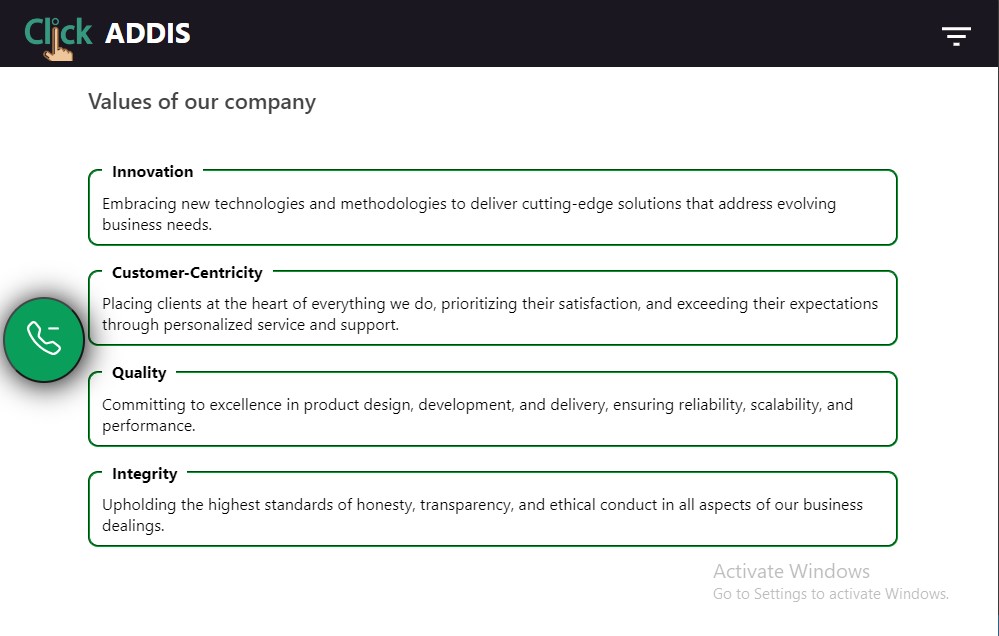 Click ADDIS
Values of our company
Innovation
Embracing new technologies and methodologies to deliver cutting-edge solutions that address evolving
business needs.
Customer-Centricity
Placing clients at the heart of everything we do, prioritizing their satisfaction, and exceeding their expectations
through personalized service and support.
Quality
Committing to excellence in product design, development, and delivery, ensuring reliability, scalability, and
performance.
Integrity
Upholding the highest standards of honesty, transparency, and ethical conduct in all aspects of our business
dealings.
Activate Windows
Go to Settings to activate Windows.